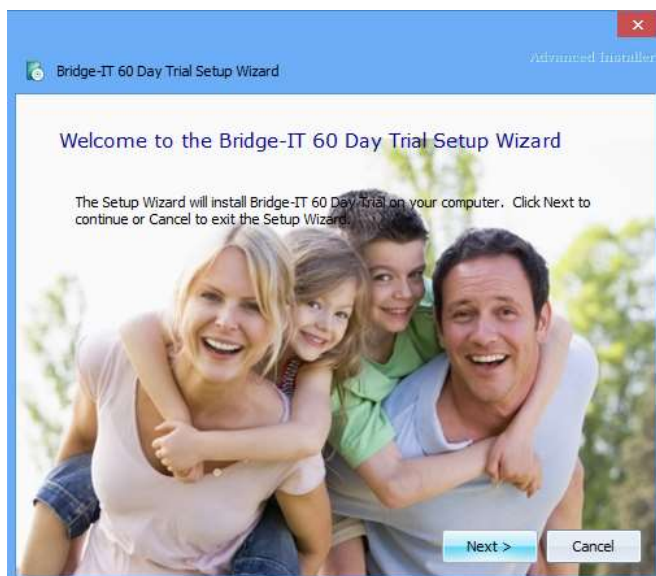 Advanced Installer
Bridge-IT 60 Day Trial Setup Wizard
Welcome to the Bridge-IT 60 Day Trial Setup Wizard
The Setup Wizard will install Bridge-IT 60 Day Trial on your computer. Click Next to
continue or Cancel to exit the Setup Wizard.
Next >
Cancel